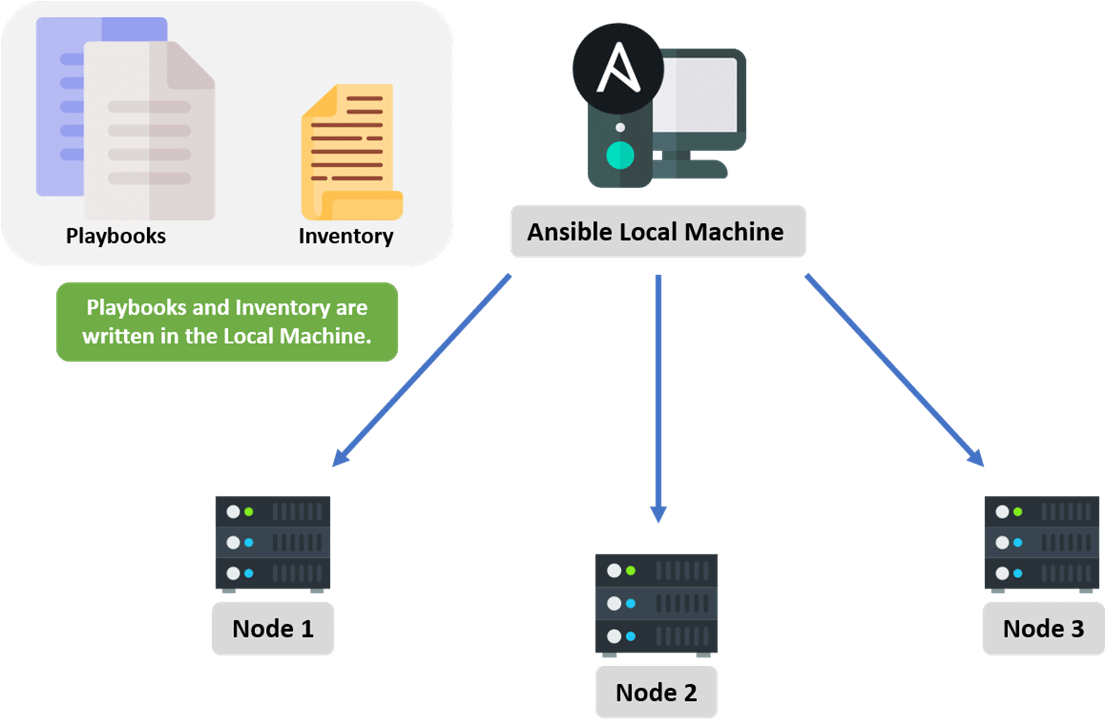 Playbooks
Inventory
Ansible Local Machine
Playbooks and Inventory are
written in the Local Machine.
Node 1
Node 2
Node 3